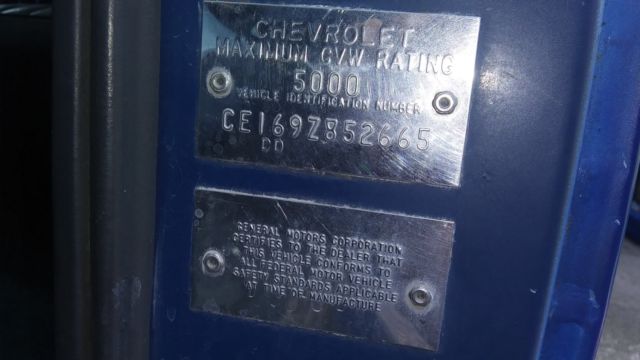 CHEVROLET
MAXIMUM GVW RATING
5000
VEHICLE IDENTIFICATION NUMBER
CE169Z852665
DD
GENERAL MOTORS CORPORATION
CERTIFIES TO THE DEALER THAT
THIS VEHICLE CONFORMS TO
ALL FEDERAL MOTOR VEHICLE
SAFETY STANDARDS APPLICABLE
AT TIME OF MANUFACTURE